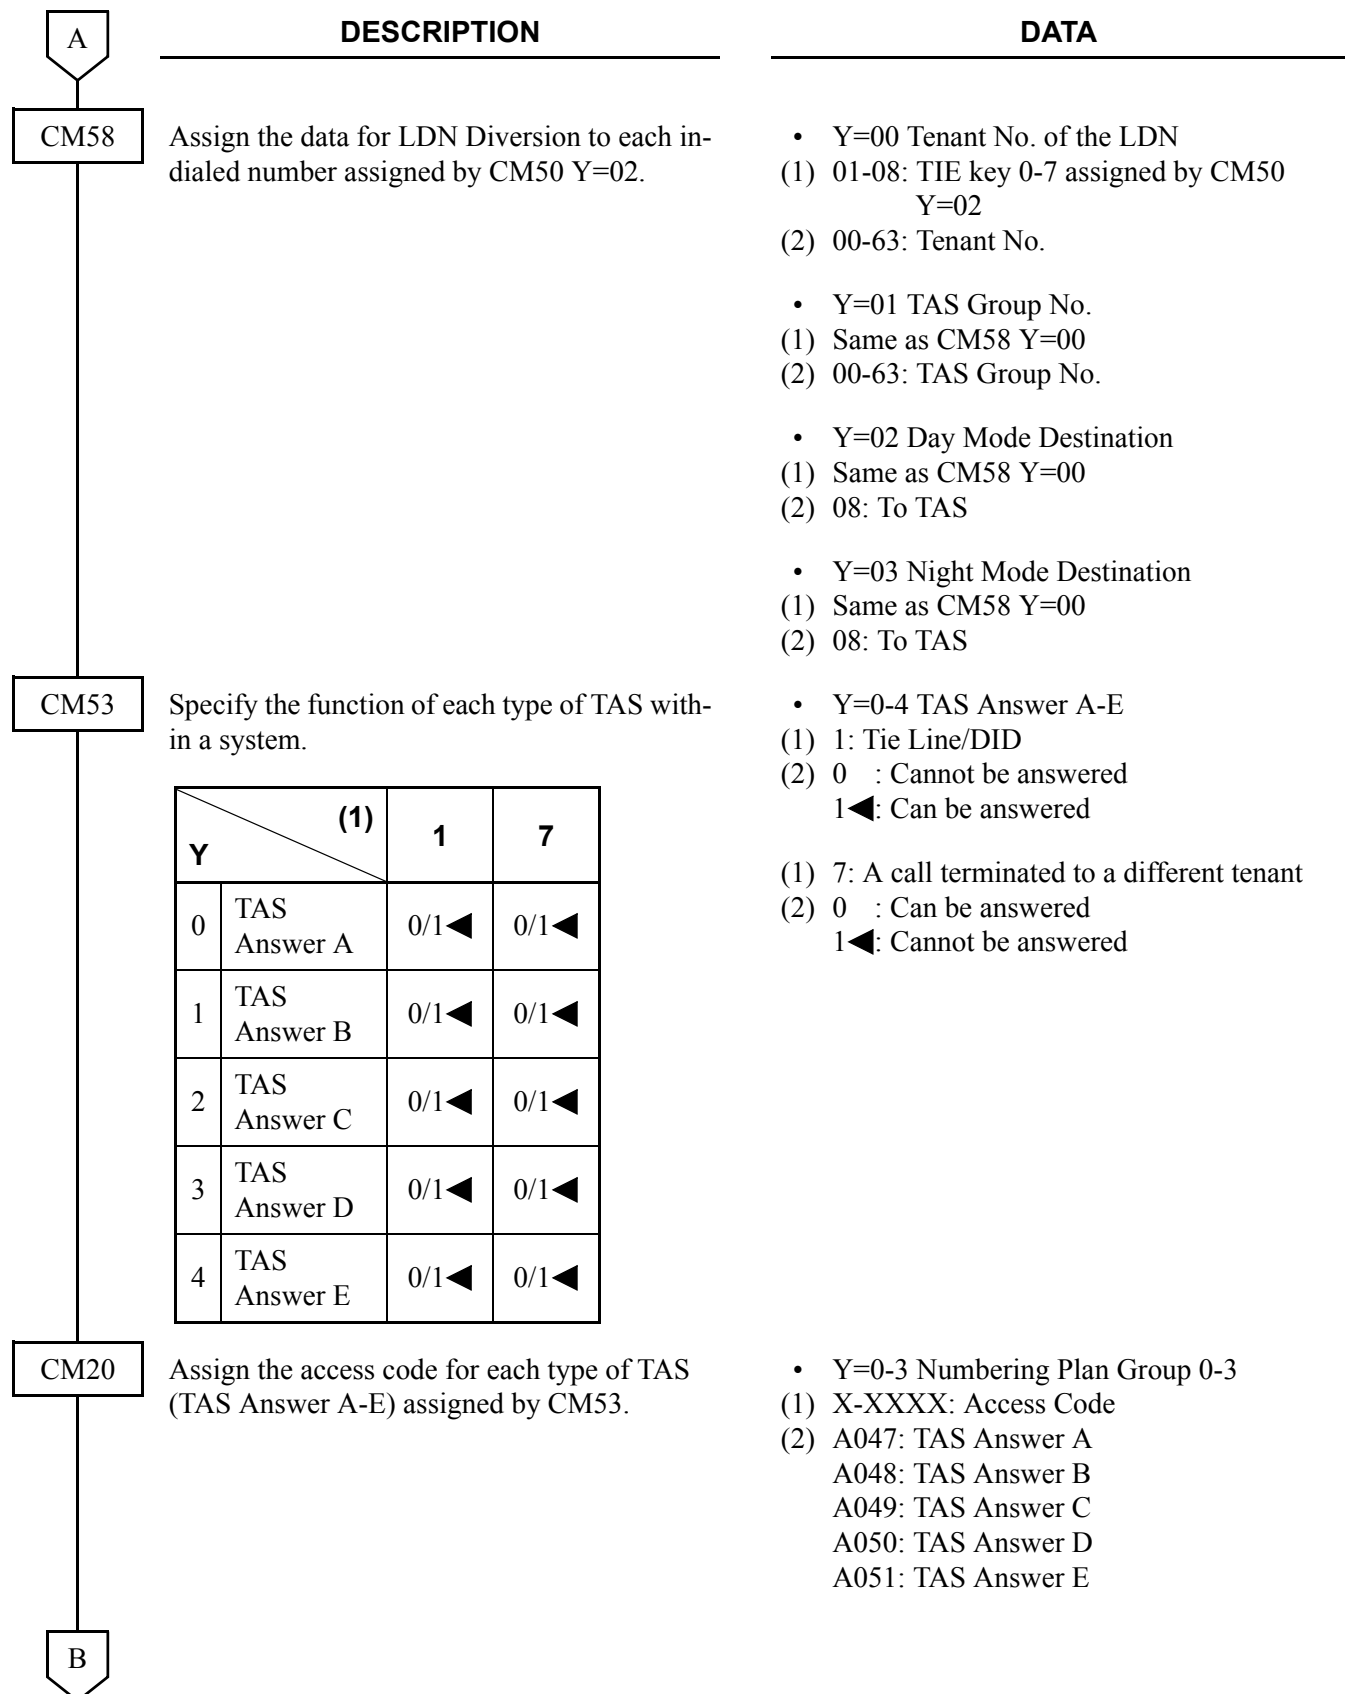 A
DESCRIPTION
DATA
CM58
Assign the data for LDN Diversion to each in-
dialed number assigned by CM50 Y=02.
• Y=00 Tenant No. of the LDN
(1) 01-08: TIE key 0-7 assigned by CM50
Y=02
(2) 00-63: Tenant No.
• Y=01 TAS Group No.
(1) Same as CM58 Y=00
(2) 00-63: TAS Group No.
• Y=02 Day Mode Destination
(1) Same as CM58 Y=00
(2) 08: To TAS
• Y=03 Night Mode Destination
(1) Same as CM58 Y=00
(2) 08: To TAS
CM53
Specify the function of each type of TAS with-
in a system.
(1)
Y
1
7
0
TAS
Answer A
0/1◀
0/1◀
1
TAS
Answer B
0/1◀
0/1◀
2
TAS
Answer C
0/1◀
0/1◀
3
TAS
Answer D
0/1◀
0/1◀
4
TAS
Answer E
0/1◀
0/1◀
• Y=0-4 TAS Answer A-E
(1) 1: Tie Line/DID
(2) 0 : Cannot be answered
1◀: Can be answered
(1) 7: A call terminated to a different tenant
(2) 0 : Can be answered
1◀: Cannot be answered
CM20
Assign the access code for each type of TAS
(TAS Answer A-E) assigned by CM53.
• Y=0-3 Numbering Plan Group 0-3
(1) X-XXXX: Access Code
(2) A047: TAS Answer A
A048: TAS Answer B
A049: TAS Answer C
A050: TAS Answer D
A051: TAS Answer E
B